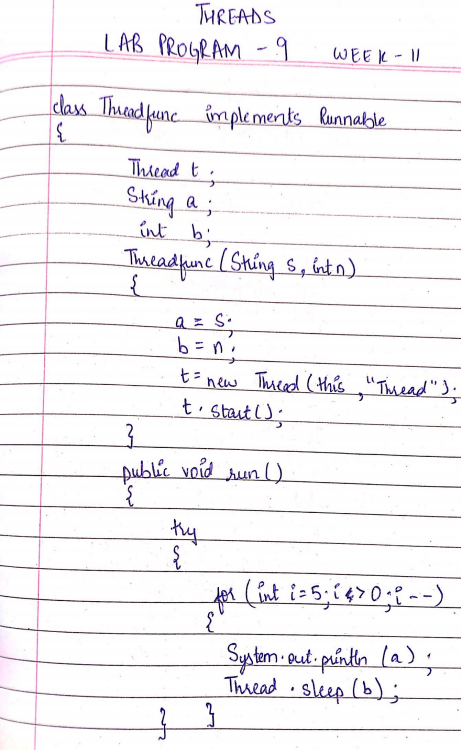 THREADS
LAB PROGRAM - 9 WEEK - 11
class Threadfunc implements Runnable
{
Thread t ;
String a ;
int b;
Threadfunc (String s, int n)
{
a = s;
b = n ;
t = new Thread (this , "Thread");
t . start ();
}
public void run ()
{
try
{
for (int i=5; i > 0 ; i --)
{
System.out.println (a) ;
Thread . sleep (b) ;
} }